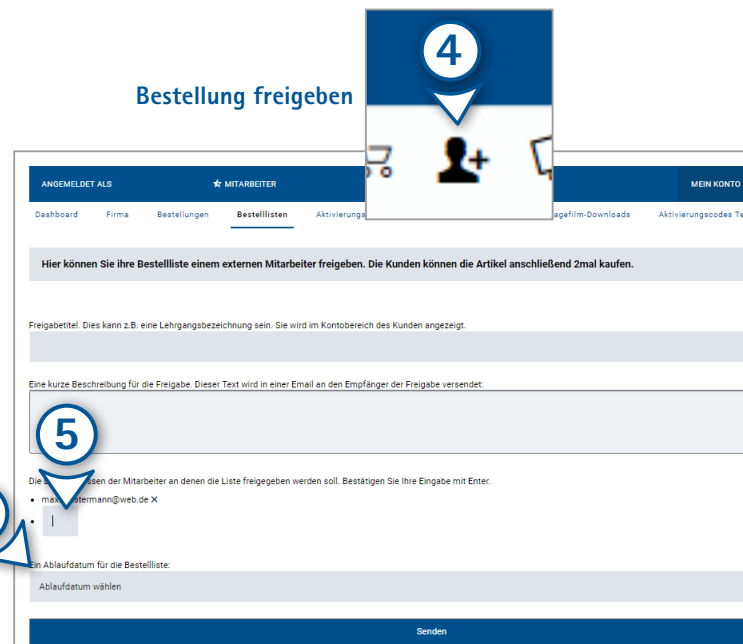 4
Bestellung freigeben
ANGEMELDET ALS
MITARBEITER
MEIN KONTO
Dashboard Firma Bestellungen Bestelllisten Aktivierungs agefilm-Downloads Aktivierungscodes Te
Hier können Sie ihre Bestellliste einem externen Mitarbeiter freigeben. Die Kunden können die Artikel anschließend 2mal kaufen.
Freigabetitel. Dies kann z.B. eine Lehrgangsbezeichnung sein. Sie wird im Kontobereich des Kunden angezeigt.
Eine kurze Beschreibung für die Freigabe. Dieser Text wird in einer Email an den Empfänger der Freigabe versendet:
5
Die ssen der Mitarbeiter an denen die Liste freigegeben werden soll. Bestätigen Sie Ihre Eingabe mit Enter.
max stermann@web.de ×
Ein Ablaufdatum für die Bestellliste:
Ablaufdatum wählen
Senden